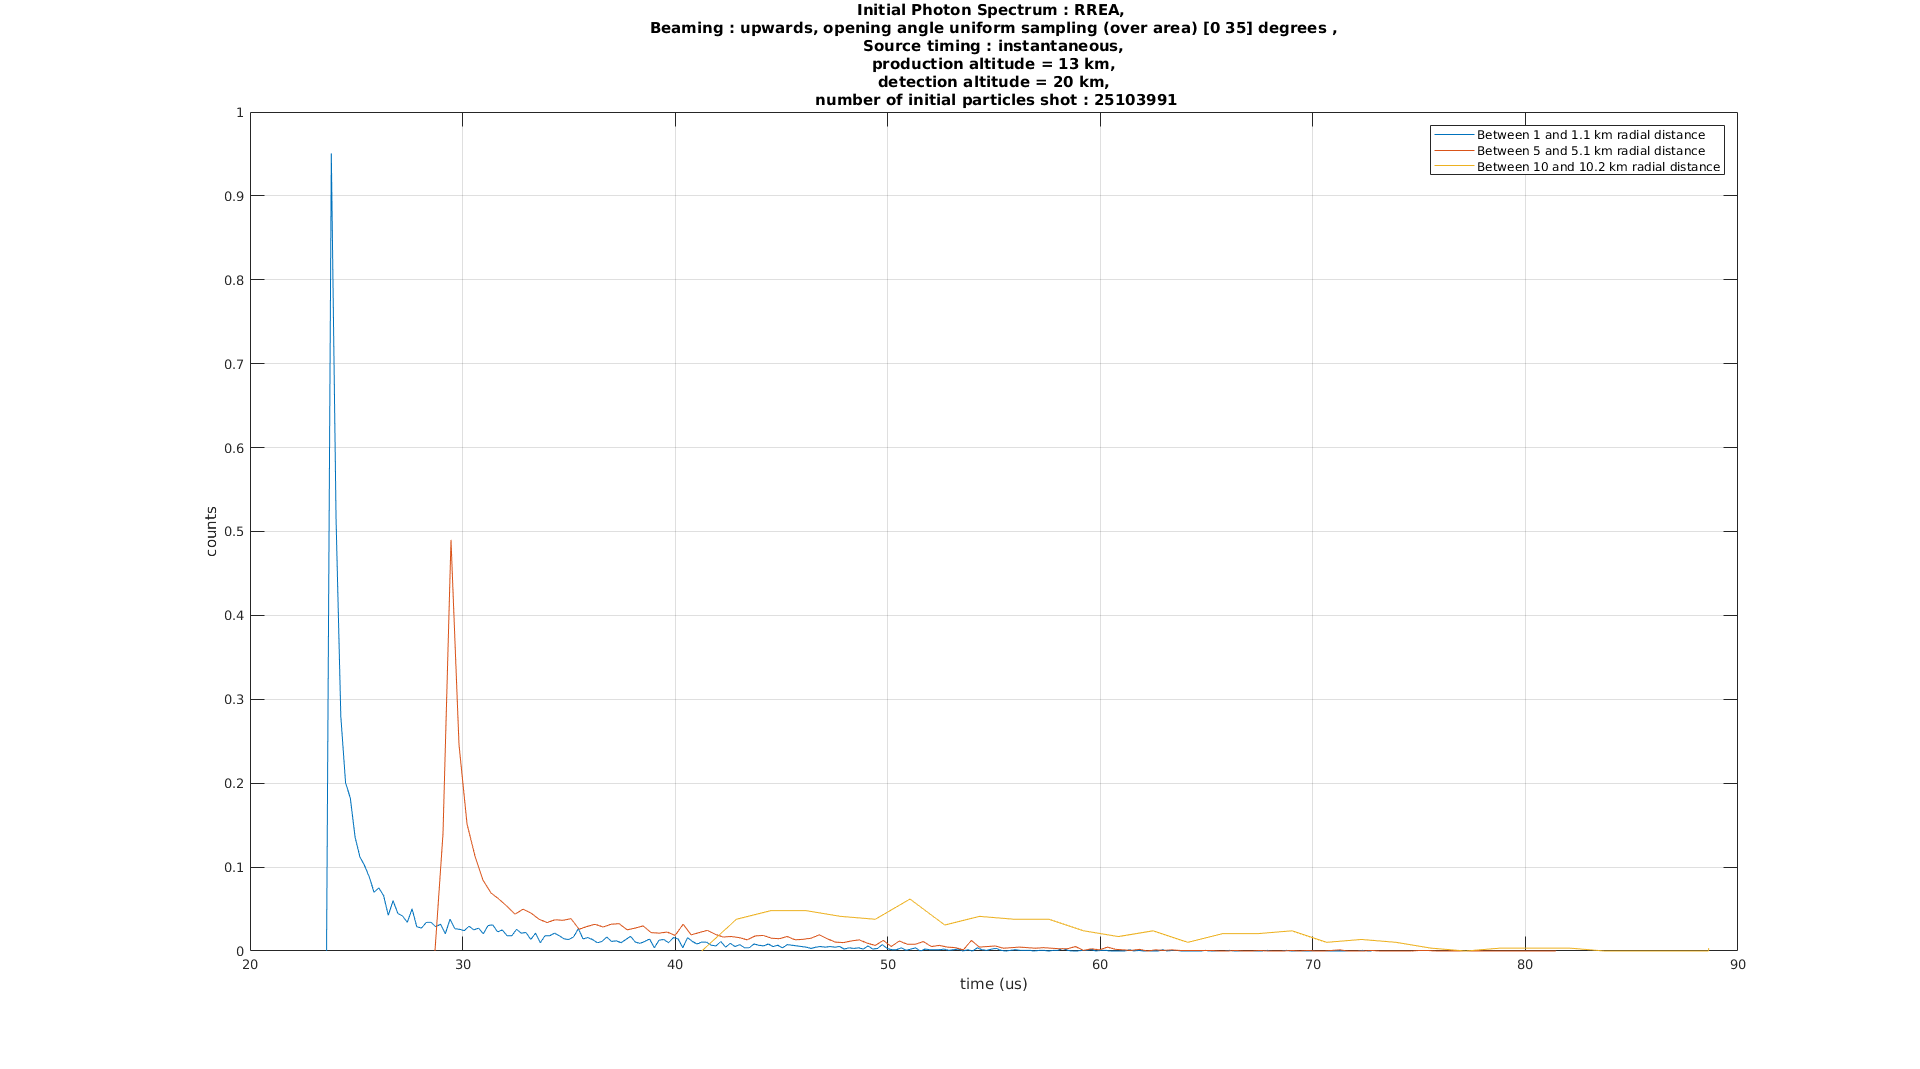 Initial Photon Spectrum : RREA,
Beaming : upwards, opening angle uniform sampling (over area) [0 35] degrees ,
Source timing : instantaneous,
production altitude = 13 km,
detection altitude = 20 km,
number of initial particles shot : 25103991
Between 1 and 1.1 km radial distance
Between 5 and 5.1 km radial distance
Between 10 and 10.2 km radial distance
1
0.9
0.8
0.7
0.6
0.5
0.4
0.3
0.2
0.1
0
counts
20 30 40 50 60 70 80 90
time (us)